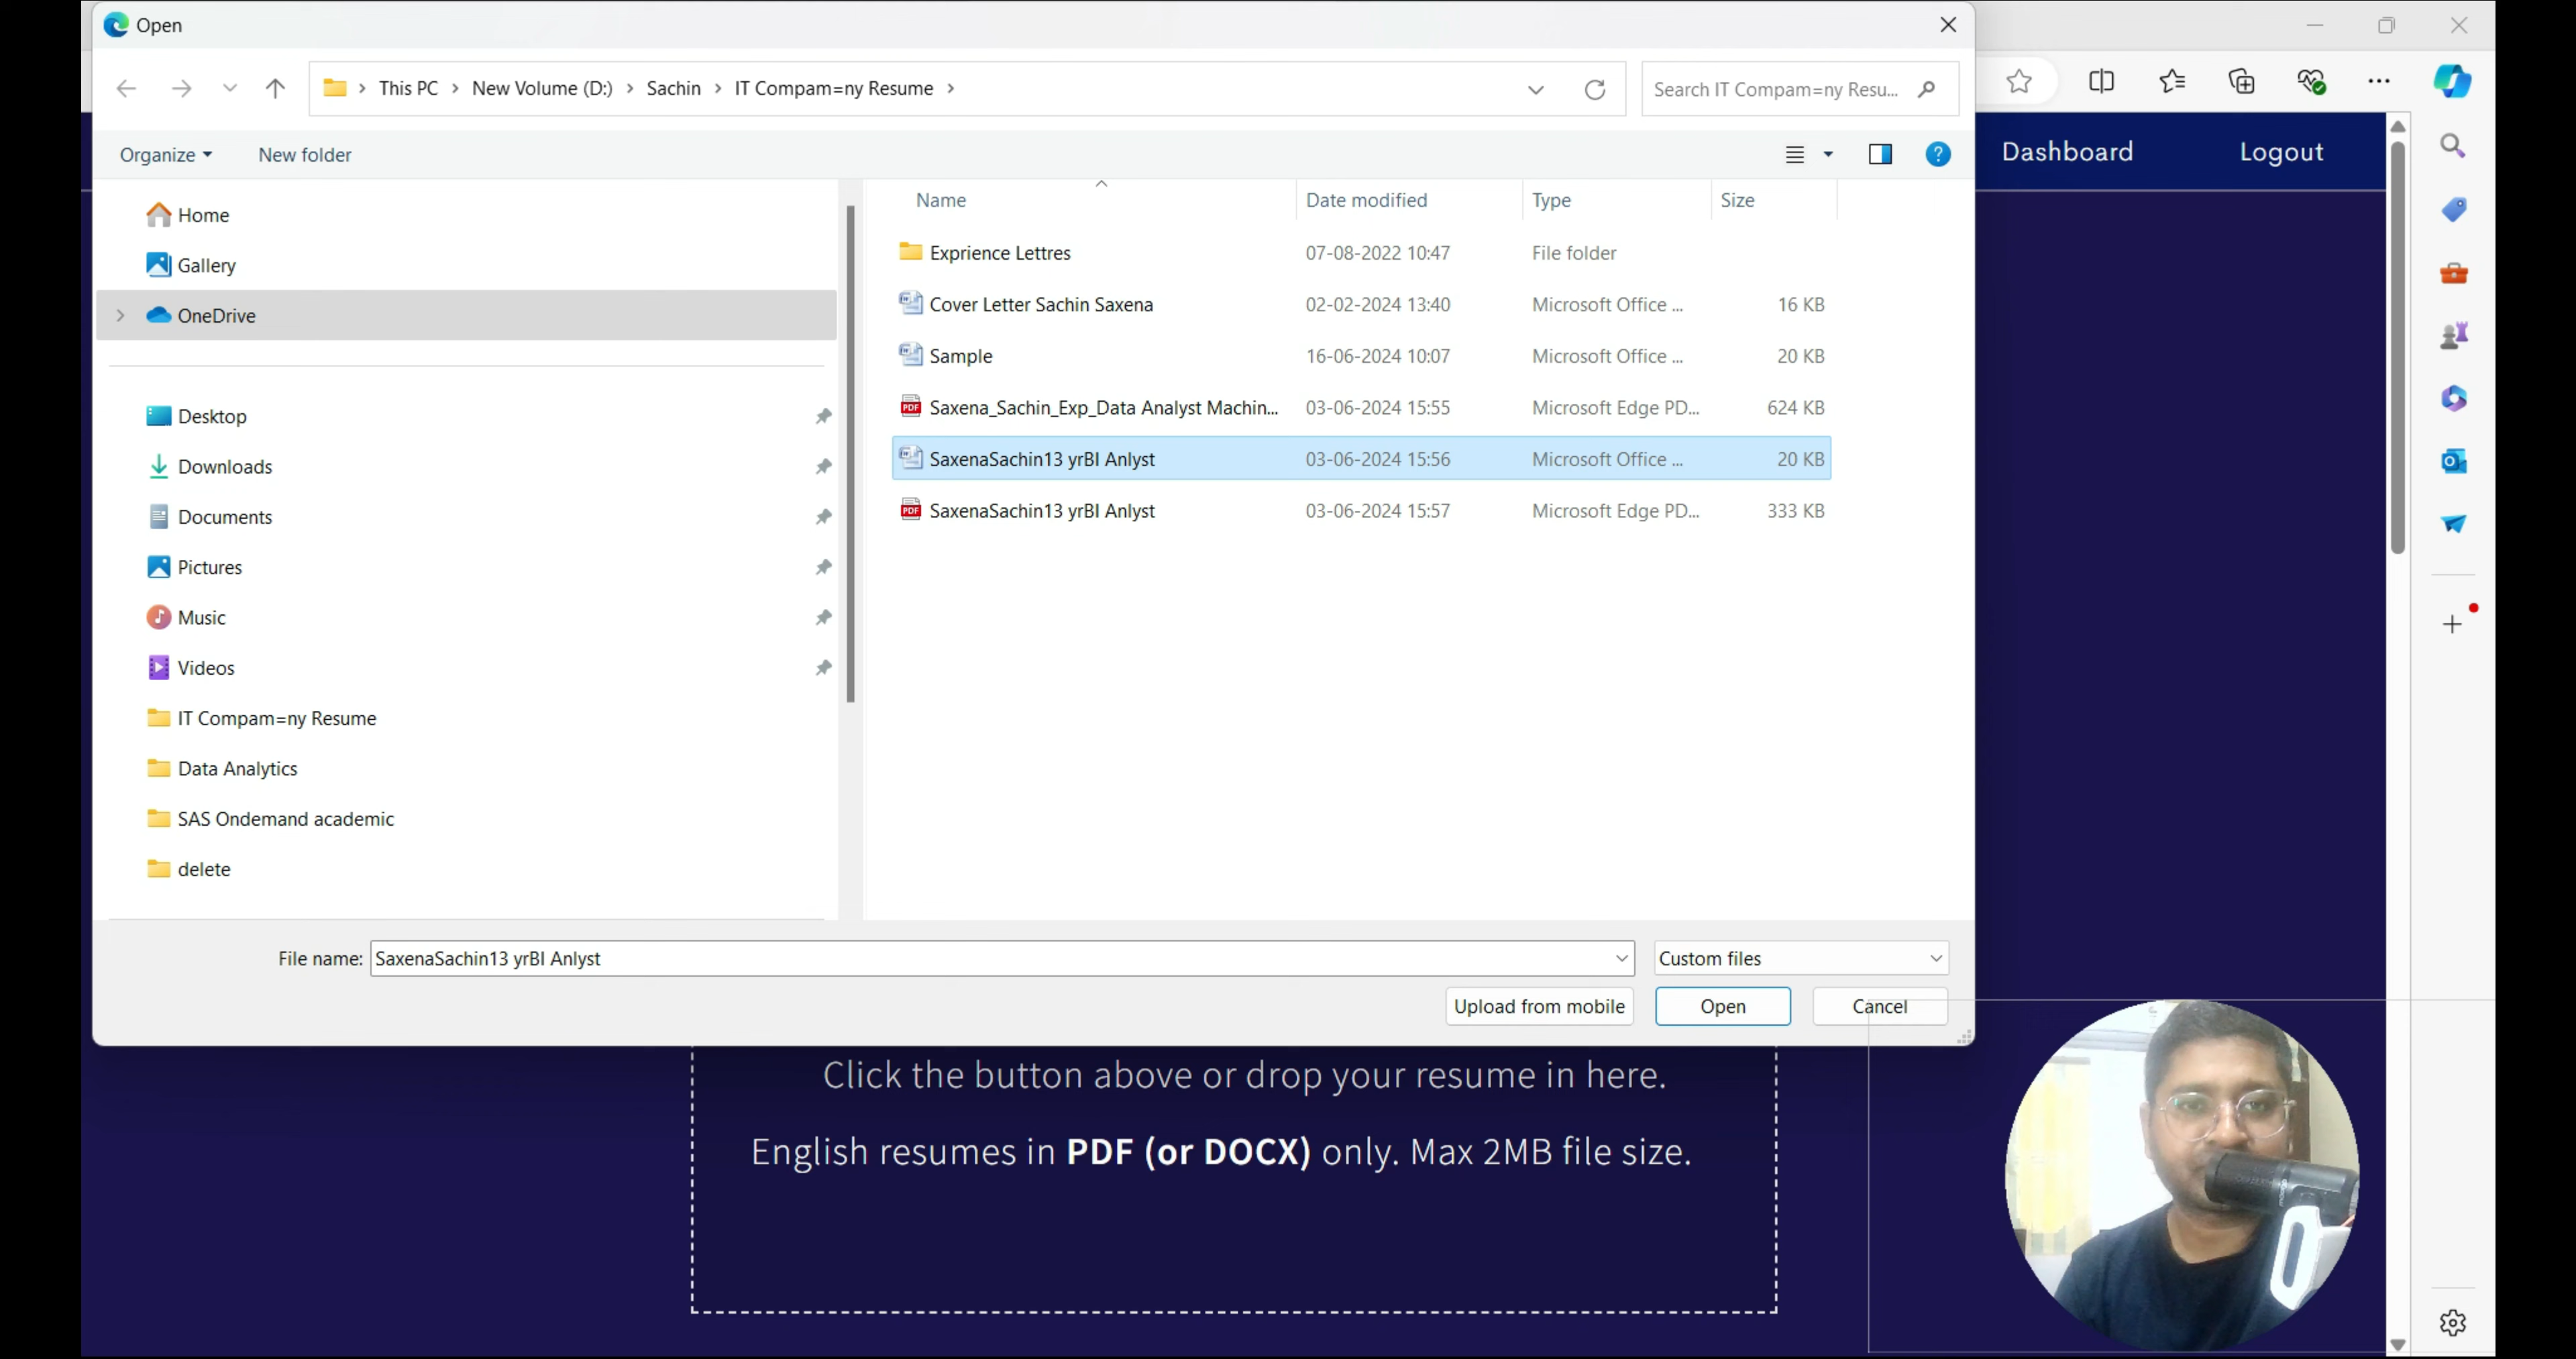 Open
This PC > New Volume (D:) > Sachin > IT Compam=ny Resume >
Search IT Compam=ny Resu...
Organize
New folder
Dashboard
Logout
Home
Gallery
OneDrive
Desktop
Downloads
Documents
Pictures
Music
Videos
IT Compam=ny Resume
Data Analytics
SAS Ondemand academic
delete
Name Date modified Type Size
Exprience Lettres 07-08-2022 10:47 File folder
Cover Letter Sachin Saxena 02-02-2024 13:40 Microsoft Office ... 16 KB
Sample 16-06-2024 10:07 Microsoft Office ... 20 KB
Saxena_Sachin_Exp_Data Analyst Machin... 03-06-2024 15:55 Microsoft Edge PD... 624 KB
SaxenaSachin13 yrBI Anlyst 03-06-2024 15:56 Microsoft Office ... 20 KB
SaxenaSachin13 yrBI Anlyst 03-06-2024 15:57 Microsoft Edge PD... 333 KB
File name: SaxenaSachin13 yrBI Anlyst
Custom files
Upload from mobile
Open
Cancel
Click the button above or drop your resume in here.
English resumes in PDF (or DOCX) only. Max 2MB file size.